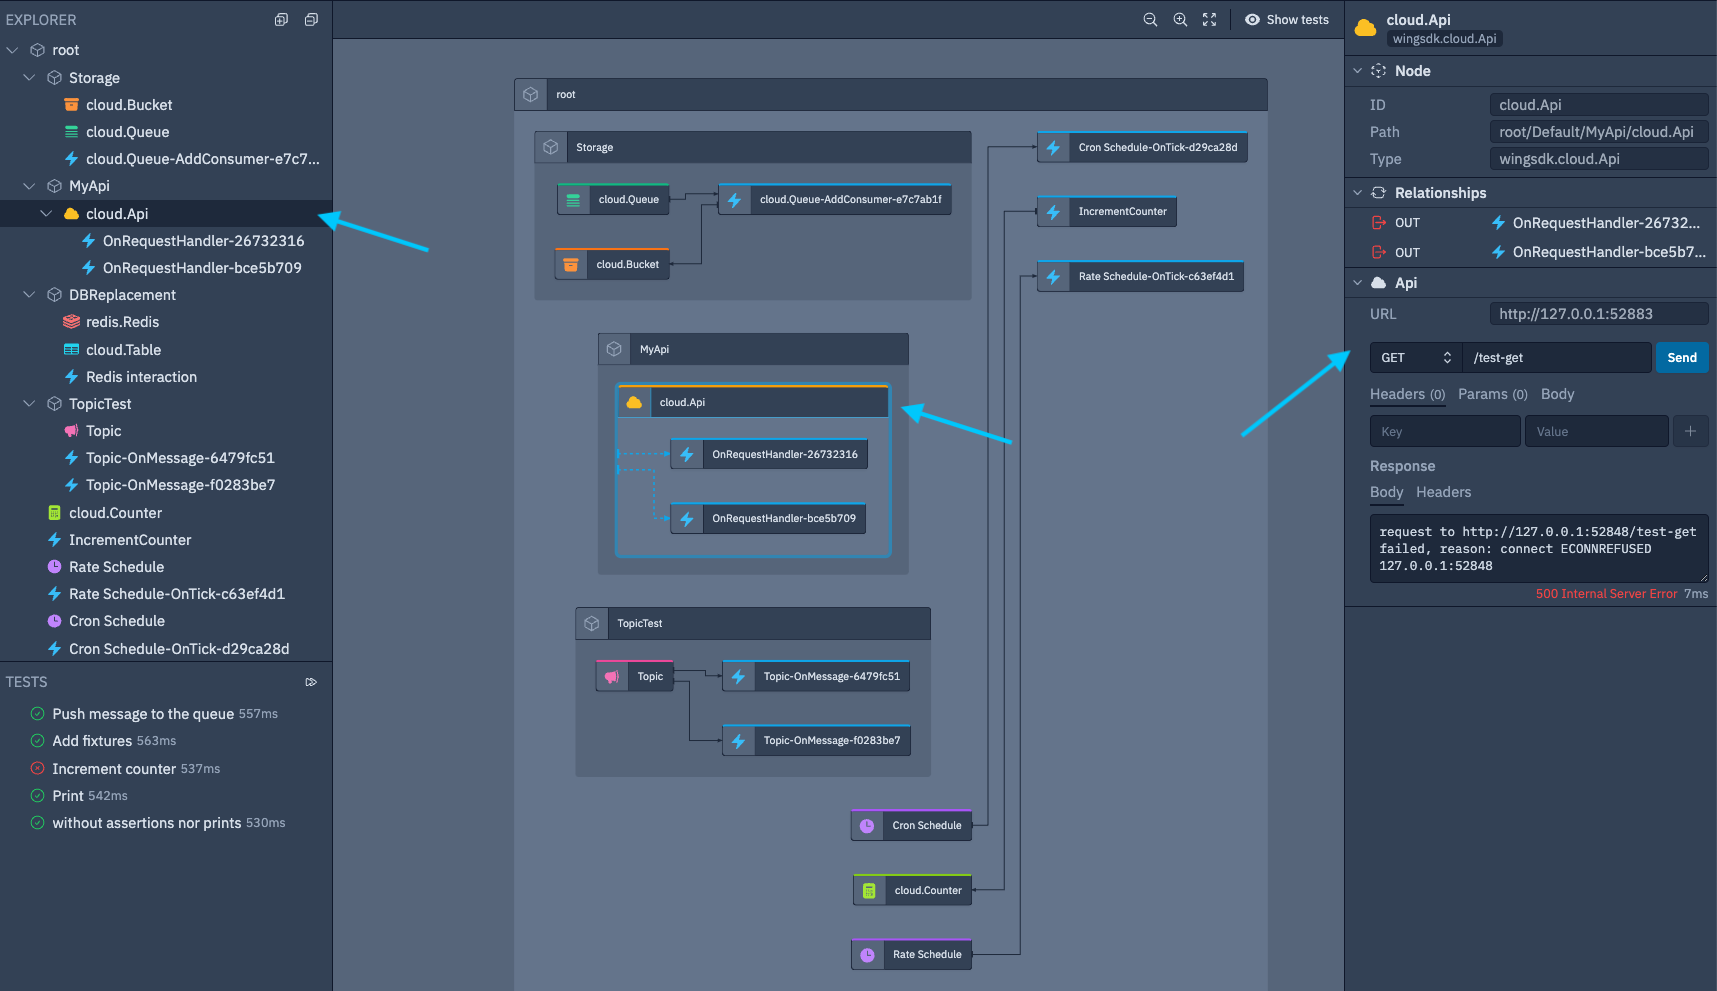 EXPLORER
root
Storage
cloud.Bucket
cloud.Queue
cloud.Queue-AddConsumer-e7c7...
MyApi
cloud.Api
OnRequestHandler-26732316
OnRequestHandler-bce5b709
DBReplacement
redis.Redis
cloud.Table
Redis interaction
TopicTest
Topic
Topic-OnMessage-6479fc51
Topic-OnMessage-f0283be7
cloud.Counter
IncrementCounter
Rate Schedule
Rate Schedule-OnTick-c63ef4d1
Cron Schedule
Cron Schedule-OnTick-d29ca28d
TESTS
Push message to the queue 557ms
Add fixtures 563ms
Increment counter 537ms
Print 542ms
without assertions nor prints 530ms
Show tests
root
Storage
cloud.Queue
cloud.Queue-AddConsumer-e7c7ab1f
cloud.Bucket
Cron Schedule-OnTick-d29ca28d
IncrementCounter
Rate Schedule-OnTick-c63ef4d1
MyApi
cloud.Api
OnRequestHandler-26732316
OnRequestHandler-bce5b709
TopicTest
Topic
Topic-OnMessage-6479fc51
Topic-OnMessage-f0283be7
Cron Schedule
cloud.Counter
Rate Schedule
cloud.Api
wingsdk.cloud.Api
Node
ID cloud.Api
Path root/Default/MyApi/cloud.Api
Type wingsdk.cloud.Api
Relationships
OUT OnRequestHandler-26732...
OUT OnRequestHandler-bce5b7...
Api
URL http://127.0.0.1:52883
GET /test-get Send
Headers (0) Params (0) Body
Key Value +
Response
Body Headers
request to http://127.0.0.1:52848/test-get
failed, reason: connect ECONNREFUSED
127.0.0.1:52848
500 Internal Server Error 7ms